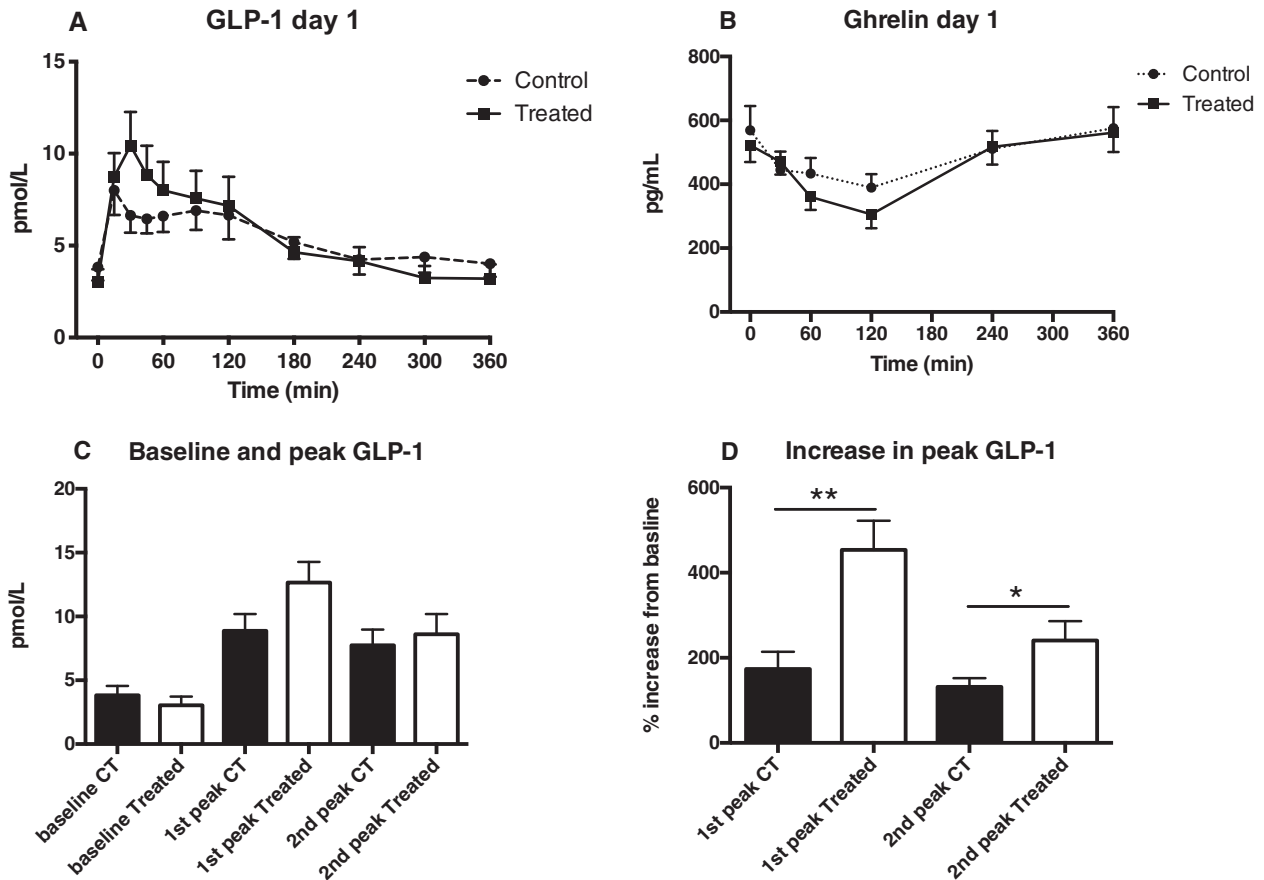 A
GLP-1 day 1
15
10
5
0
pmol/L
0 60 120 180 240 300 360
Time (min)
Control
Treated
B
Ghrelin day 1
800
600
400
200
0
pg/mL
0 60 120 180 240 300 360
Time (min)
Control
Treated
C
Baseline and peak GLP-1
20
15
10
5
0
pmol/L
baseline CT
baseline Treated
1st peak CT
1st peak Treated
2nd peak CT
2nd peak Treated
D
Increase in peak GLP-1
600
400
200
0
% increase from basline
**
*
1st peak CT
1st peak Treated
2nd peak CT
2nd peak Treated